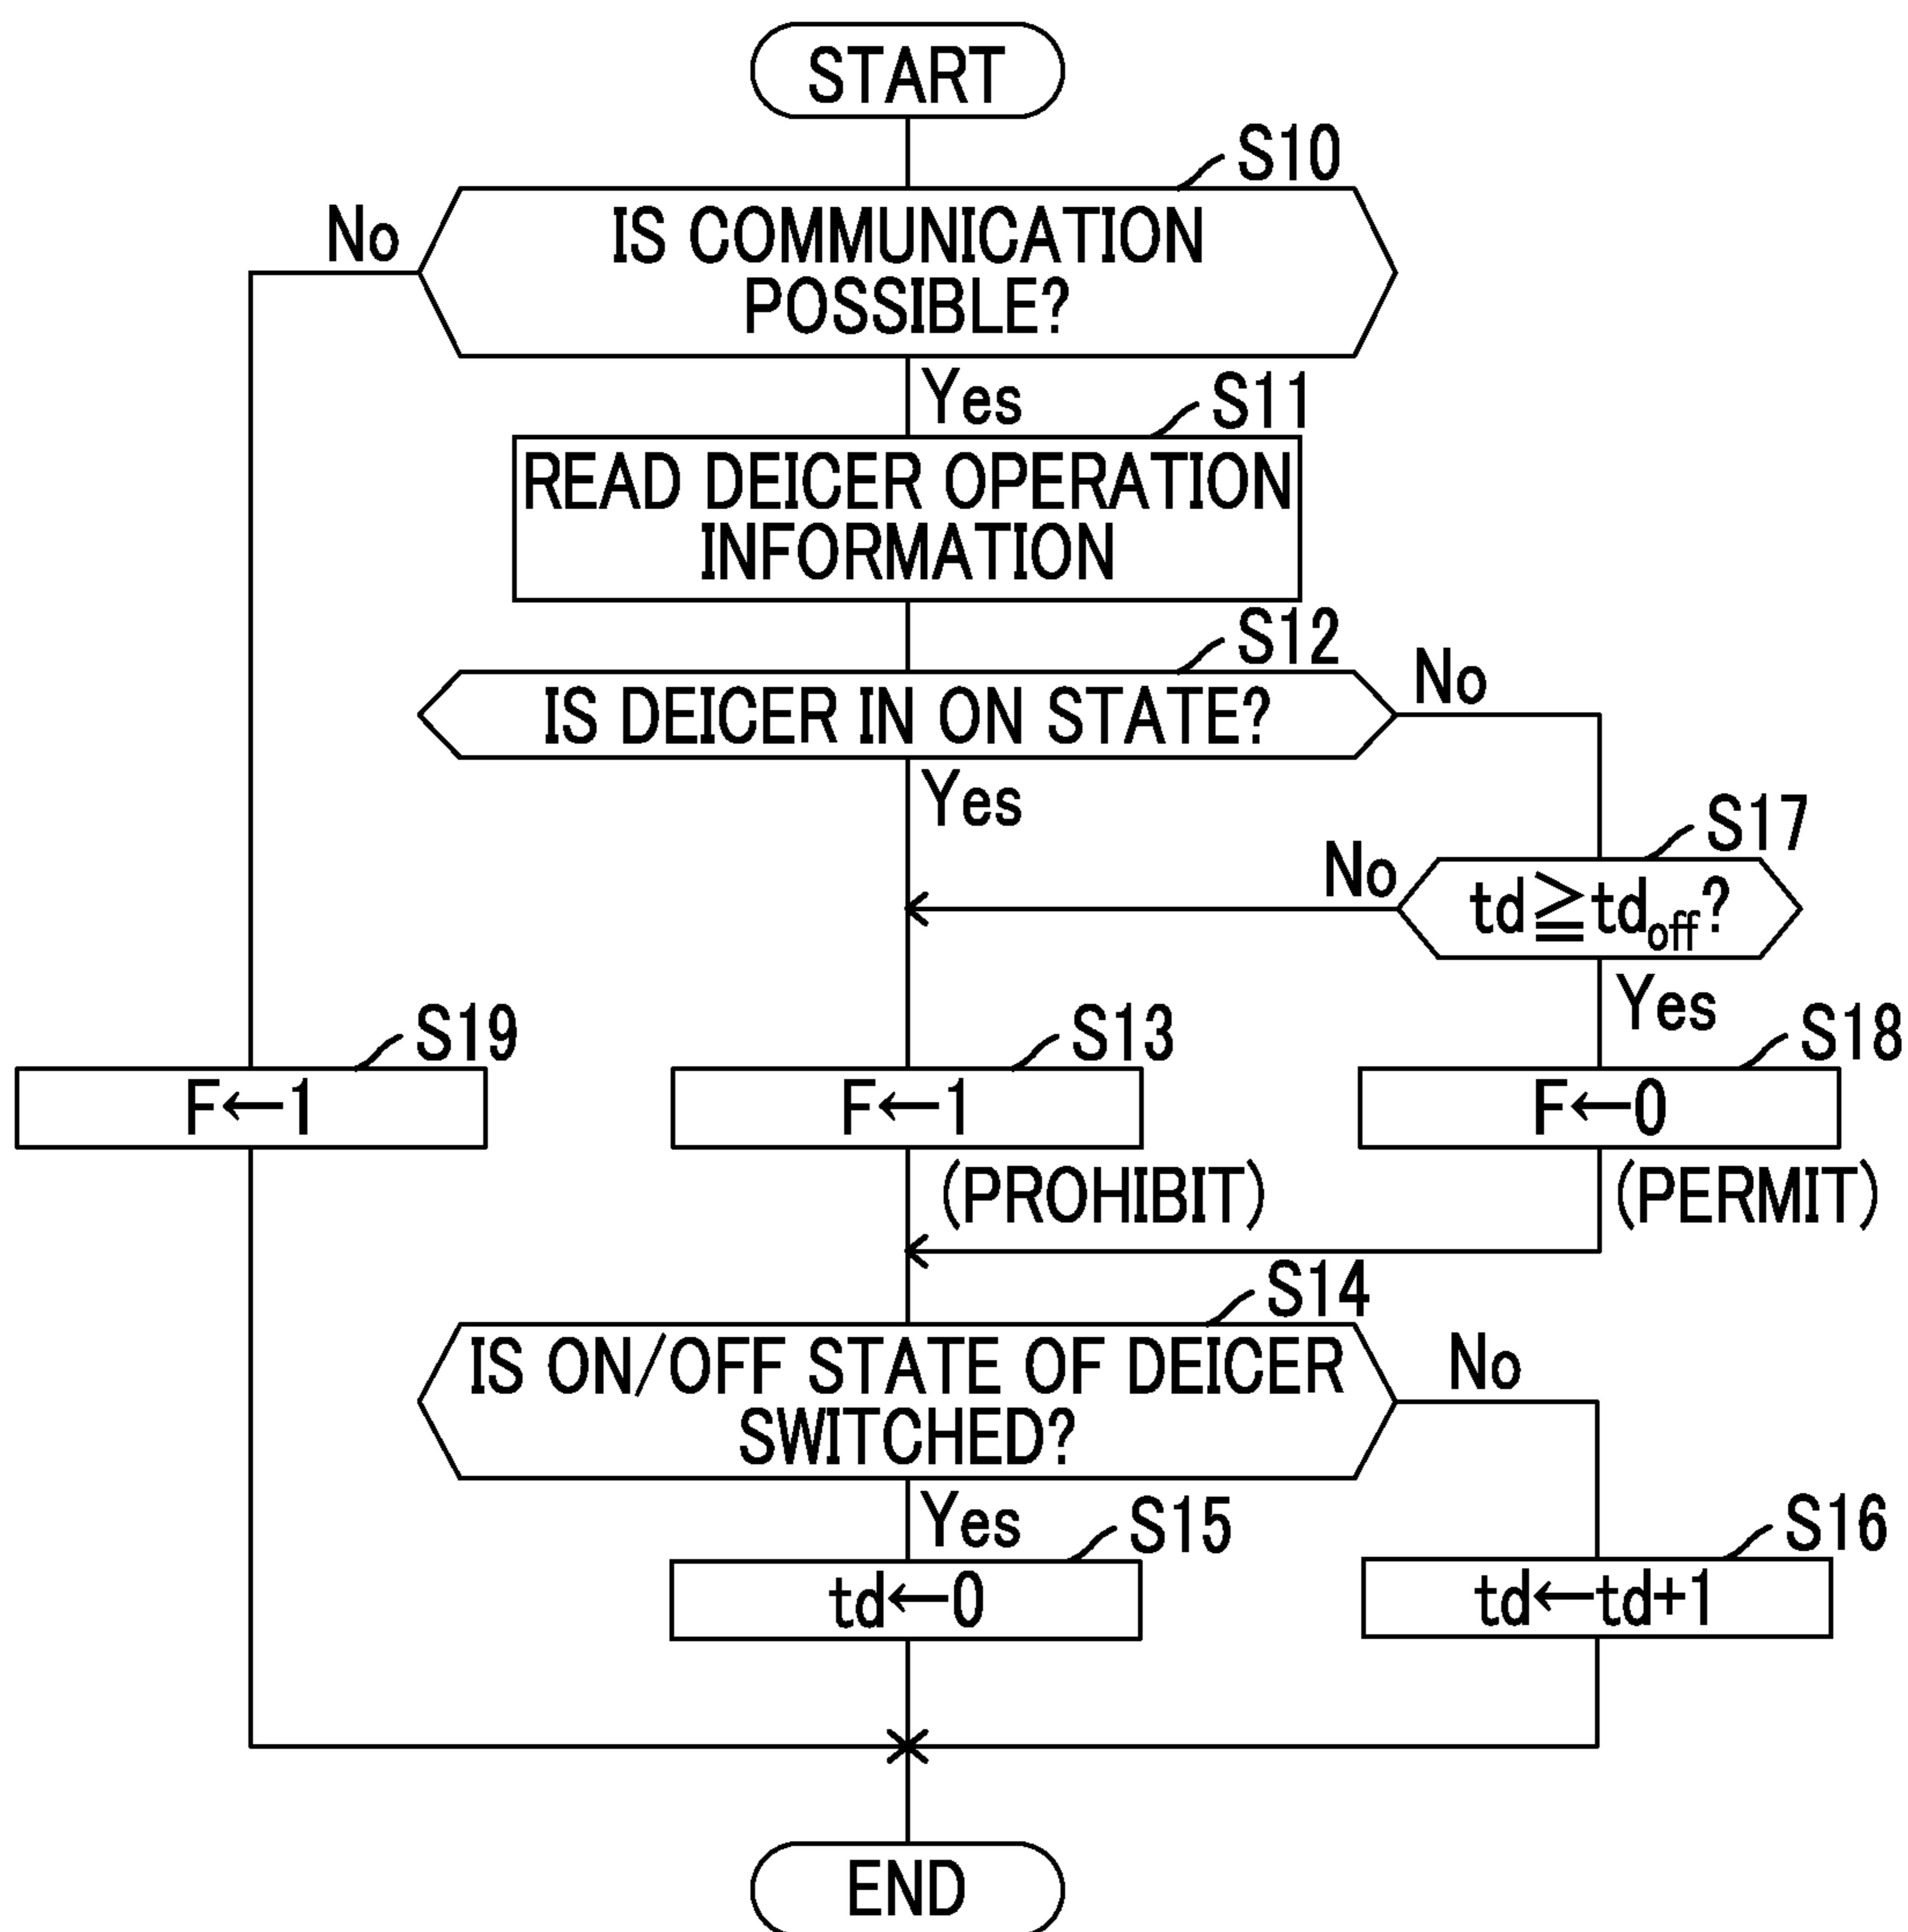 START
S10
No
IS COMMUNICATION
POSSIBLE?
Yes
S11
READ DEICER OPERATION
INFORMATION
S12
No
IS DEICER IN ON STATE?
Yes
S17
No
td≧tdoff?
Yes
S19
S13
S18
F←1
F←1
F←0
(PROHIBIT)
(PERMIT)
S14
IS ON/OFF STATE OF DEICER
SWITCHED?
No
Yes
S15
S16
td←0
td←td+1
END